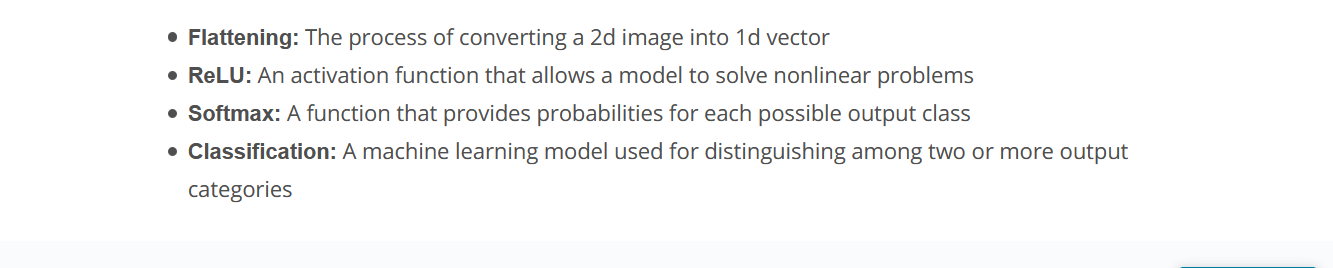 • Flattening: The process of converting a 2d image into 1d vector
• ReLU: An activation function that allows a model to solve nonlinear problems
• Softmax: A function that provides probabilities for each possible output class
• Classification: A machine learning model used for distinguishing among two or more output
categories